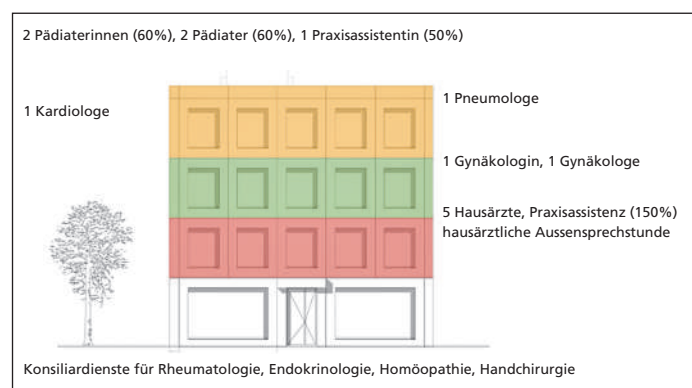 2 Pädiaterinnen (60%), 2 Pädiater (60%), 1 Praxisassistentin (50%)
1 Kardiologe
1 Pneumologe
1 Gynäkologin, 1 Gynäkologe
5 Hausärzte, Praxisassistenz (150%)
hausärztliche Aussensprechstunde
Konsiliardienste für Rheumatologie, Endokrinologie, Homöopathie, Handchirurgie